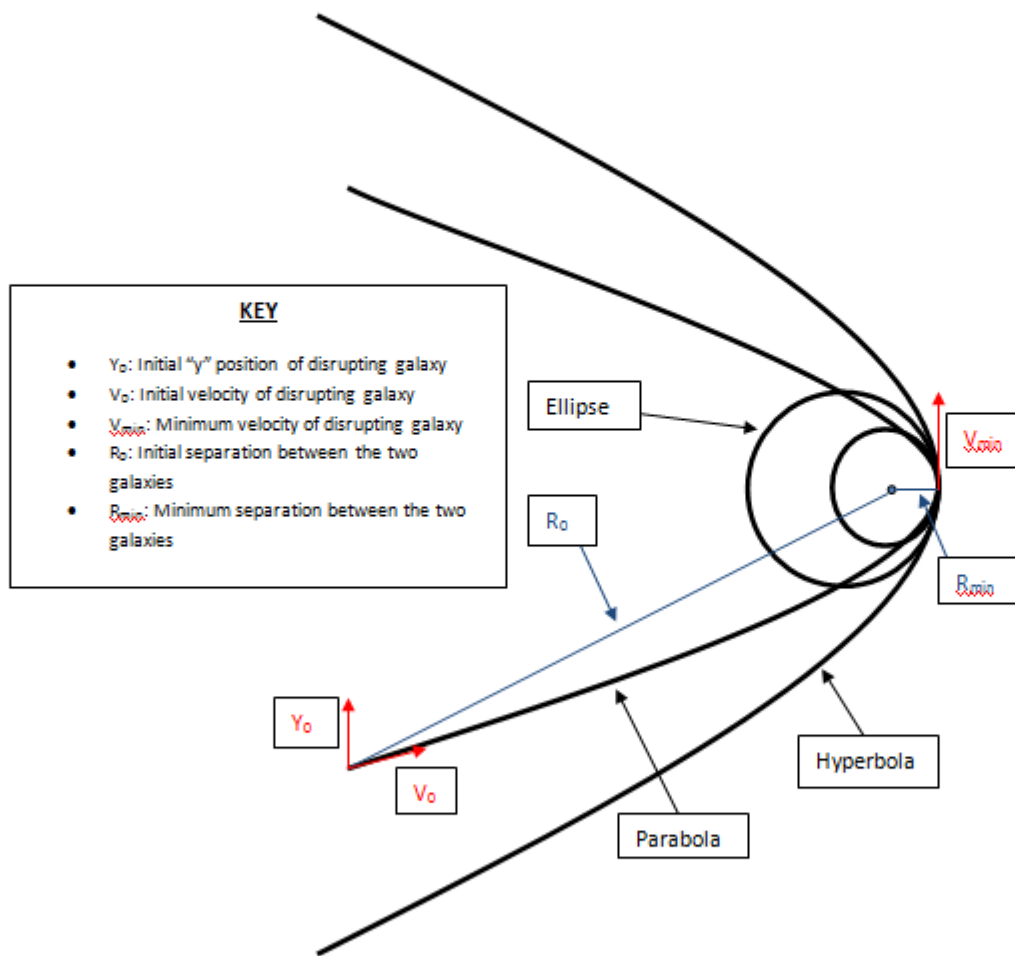 KEY
• Y₀: Initial “y” position of disrupting galaxy
• V₀: Initial velocity of disrupting galaxy
• Vₘᵢₙ: Minimum velocity of disrupting galaxy
• R₀: Initial separation between the two
galaxies
• Rₘᵢₙ: Minimum separation between the two
galaxies
Ellipse
Vₘᵢₙ
R₀
Rₘᵢₙ
Y₀
V₀
Hyperbola
Parabola